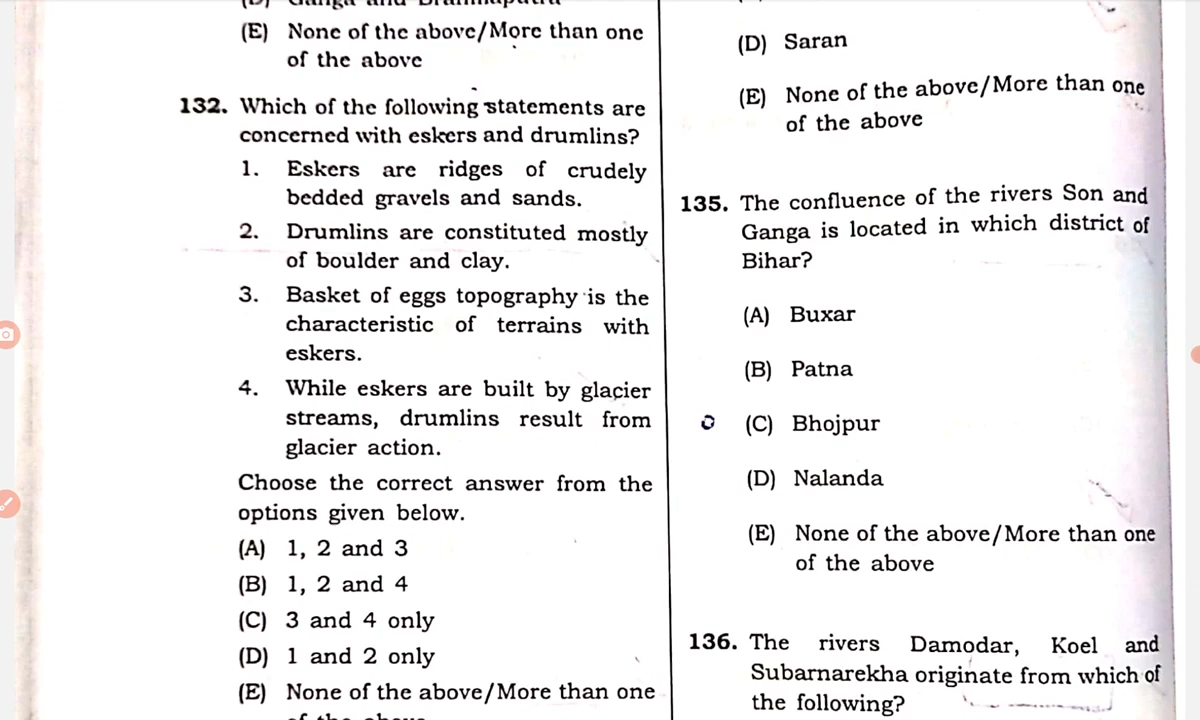 (E) None of the above/More than one
of the above
132. Which of the following statements are
concerned with eskers and drumlins?
1. Eskers are ridges of crudely
bedded gravels and sands.
2. Drumlins are constituted mostly
of boulder and clay.
3. Basket of eggs topography is the
characteristic of terrains with
eskers.
4. While eskers are built by glacier
streams, drumlins result from
glacier action.
Choose the correct answer from the
options given below.
(A) 1, 2 and 3
(B) 1, 2 and 4
(C) 3 and 4 only
(D) 1 and 2 only
(E) None of the above/More than one
(D) Saran
(E) None of the above/More than one
of the above
135. The confluence of the rivers Son and
Ganga is located in which district of
Bihar?
(A) Buxar
(B) Patna
(C) Bhojpur
(D) Nalanda
(E) None of the above/More than one
of the above
136. The rivers Damodar, Koel and
Subarnarekha originate from which of
the following?